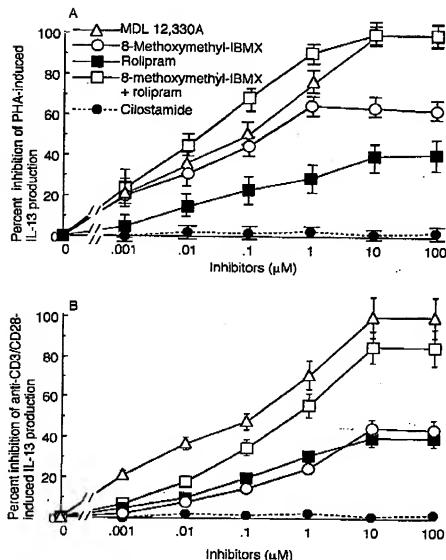 A
100
80
60
40
20
0
Percent inhibition of PHA-induced
IL-13 production
MDL 12,330A
8-Methoxymethyl-IBMX
Rolipram
8-methoxymethyl-IBMX
+ rolipram
Cilostamide
0 .001 .01 .1 1 10 100
Inhibitors (μM)
B
100
80
60
40
20
0
Percent inhibition of anti-CD3/CD28-
induced IL-13 production
0 .001 .01 .1 1 10 100
Inhibitors (μM)